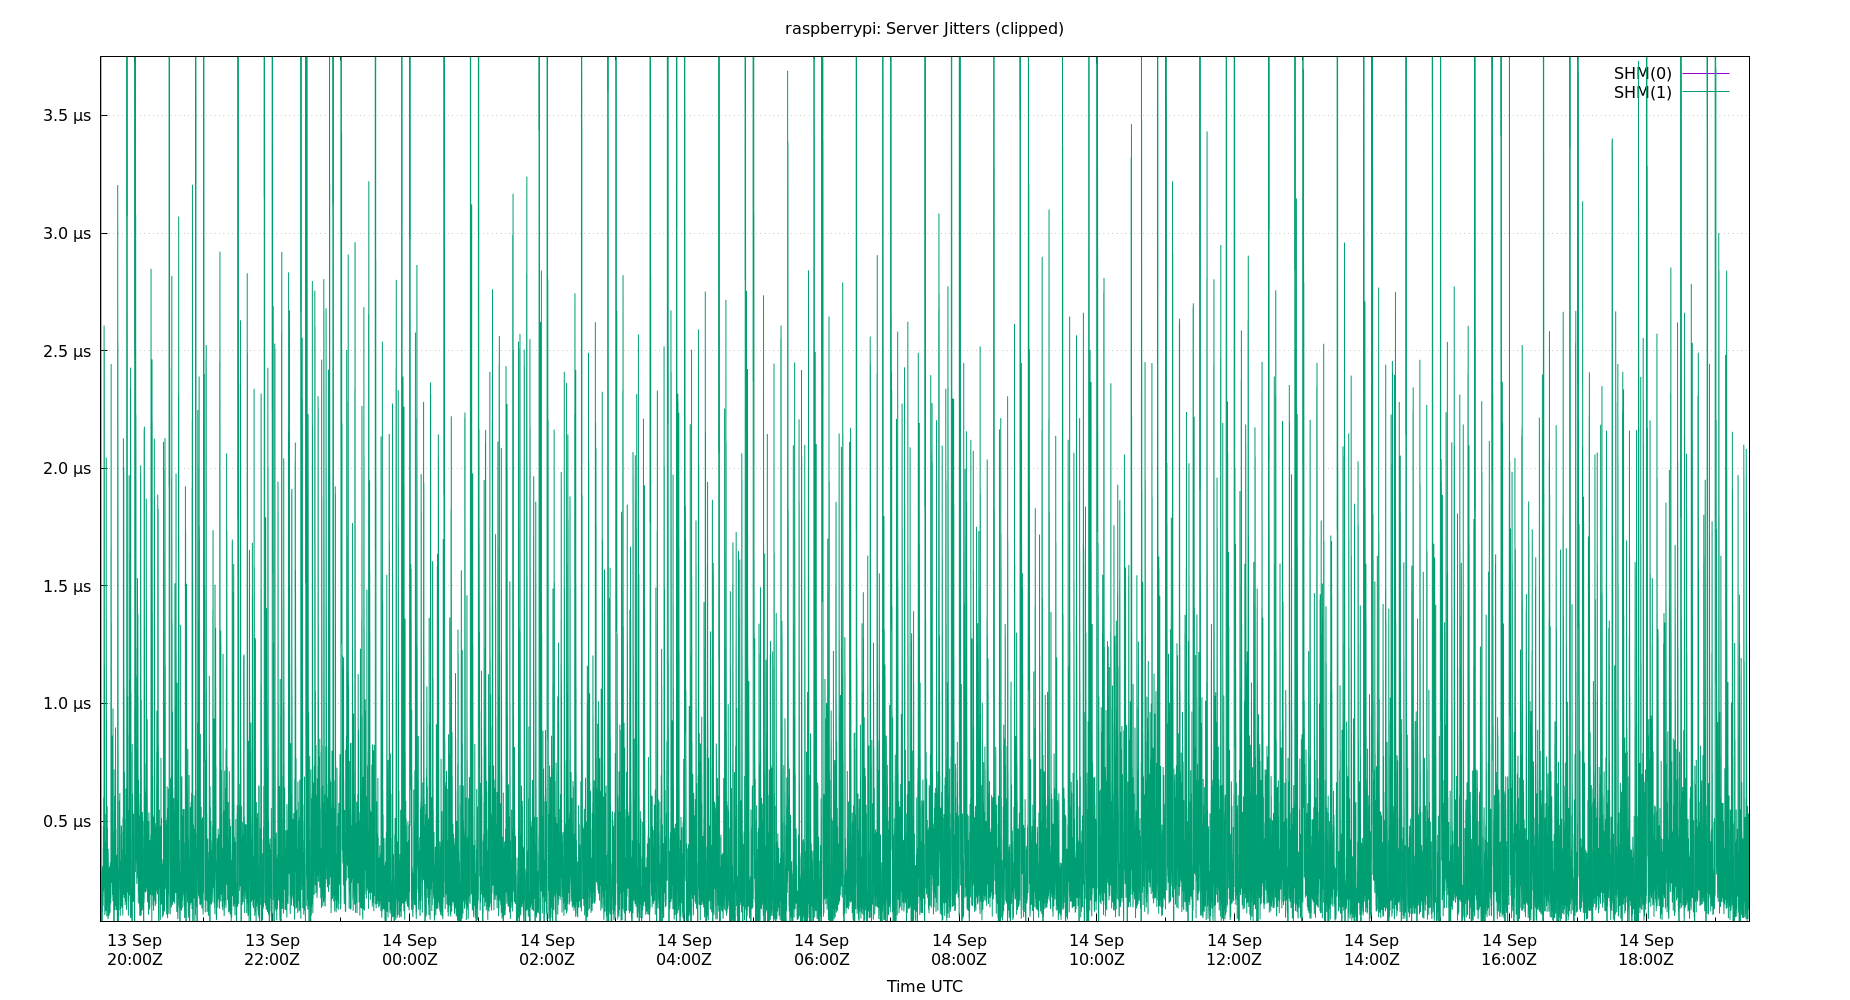 raspberrypi: Server Jitters (clipped)
SHM(0)
SHM(1)
3.5 µs
3.0 µs
2.5 µs
2.0 µs
1.5 µs
1.0 µs
0.5 µs
13 Sep 13 Sep 14 Sep 14 Sep 14 Sep 14 Sep 14 Sep 14 Sep 14 Sep 14 Sep 14 Sep 14 Sep
20:00Z 22:00Z 00:00Z 02:00Z 04:00Z 06:00Z 08:00Z 10:00Z 12:00Z 14:00Z 16:00Z 18:00Z
Time UTC